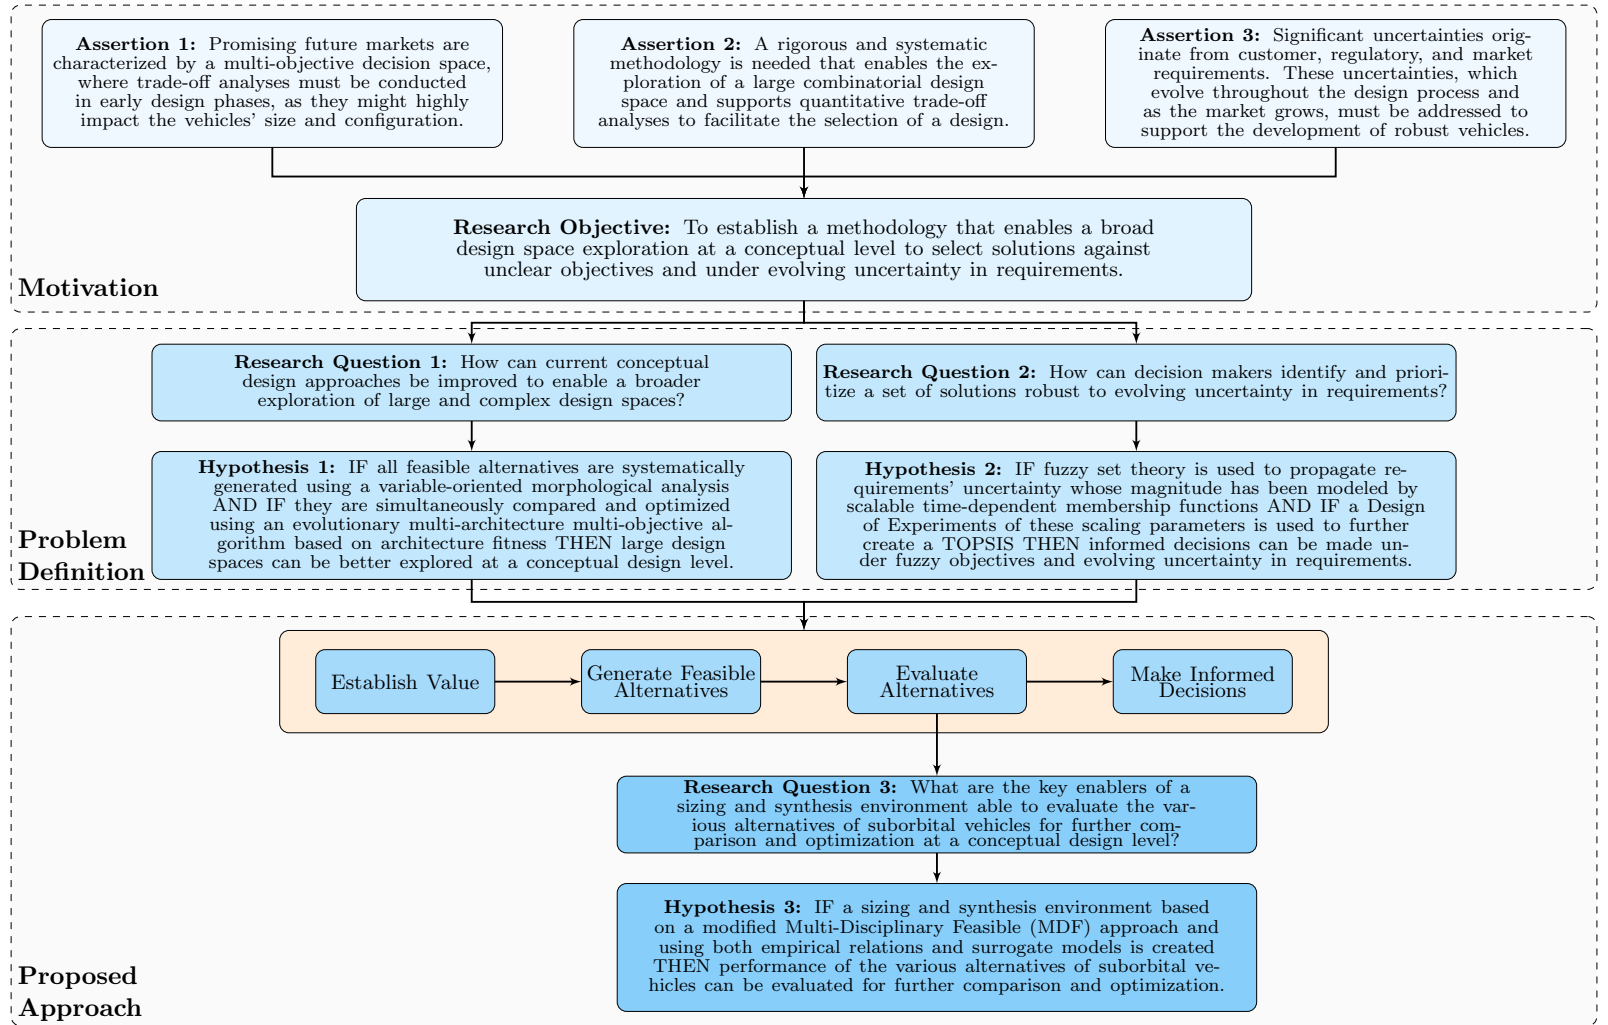 Assertion 1: Promising future markets are
characterized by a multi-objective decision space,
where trade-off analyses must be conducted
in early design phases, as they might highly
impact the vehicles' size and configuration.
Assertion 2: A rigorous and systematic
methodology is needed that enables the ex-
ploration of a large combinatorial design
space and supports quantitative trade-off
analyses to facilitate the selection of a design.
Assertion 3: Significant uncertainties orig-
inate from customer, regulatory, and market
requirements. These uncertainties, which
evolve throughout the design process and
as the market grows, must be addressed to
support the development of robust vehicles.
Research Objective: To establish a methodology that enables a broad
design space exploration at a conceptual level to select solutions against
unclear objectives and under evolving uncertainty in requirements.
Motivation
Research Question 1: How can current conceptual
design approaches be improved to enable a broader
exploration of large and complex design spaces?
Research Question 2: How can decision makers identify and priori-
tize a set of solutions robust to evolving uncertainty in requirements?
Hypothesis 1: IF all feasible alternatives are systematically
generated using a variable-oriented morphological analysis
AND IF they are simultaneously compared and optimized
using an evolutionary multi-architecture multi-objective al-
gorithm based on architecture fitness THEN large design
spaces can be better explored at a conceptual design level.
Hypothesis 2: IF fuzzy set theory is used to propagate re-
quirements' uncertainty whose magnitude has been modeled by
scalable time-dependent membership functions AND IF a Design
of Experiments of these scaling parameters is used to further
create a TOPSIS THEN informed decisions can be made un-
der fuzzy objectives and evolving uncertainty in requirements.
Problem
Definition
Establish Value
Generate Feasible
Alternatives
Evaluate
Alternatives
Make Informed
Decisions
Research Question 3: What are the key enablers of a
sizing and synthesis environment able to evaluate the var-
ious alternatives of suborbital vehicles for further com-
parison and optimization at a conceptual design level?
Hypothesis 3: IF a sizing and synthesis environment based
on a modified Multi-Disciplinary Feasible (MDF) approach and
using both empirical relations and surrogate models is created
THEN performance of the various alternatives of suborbital ve-
hicles can be evaluated for further comparison and optimization.
Proposed
Approach